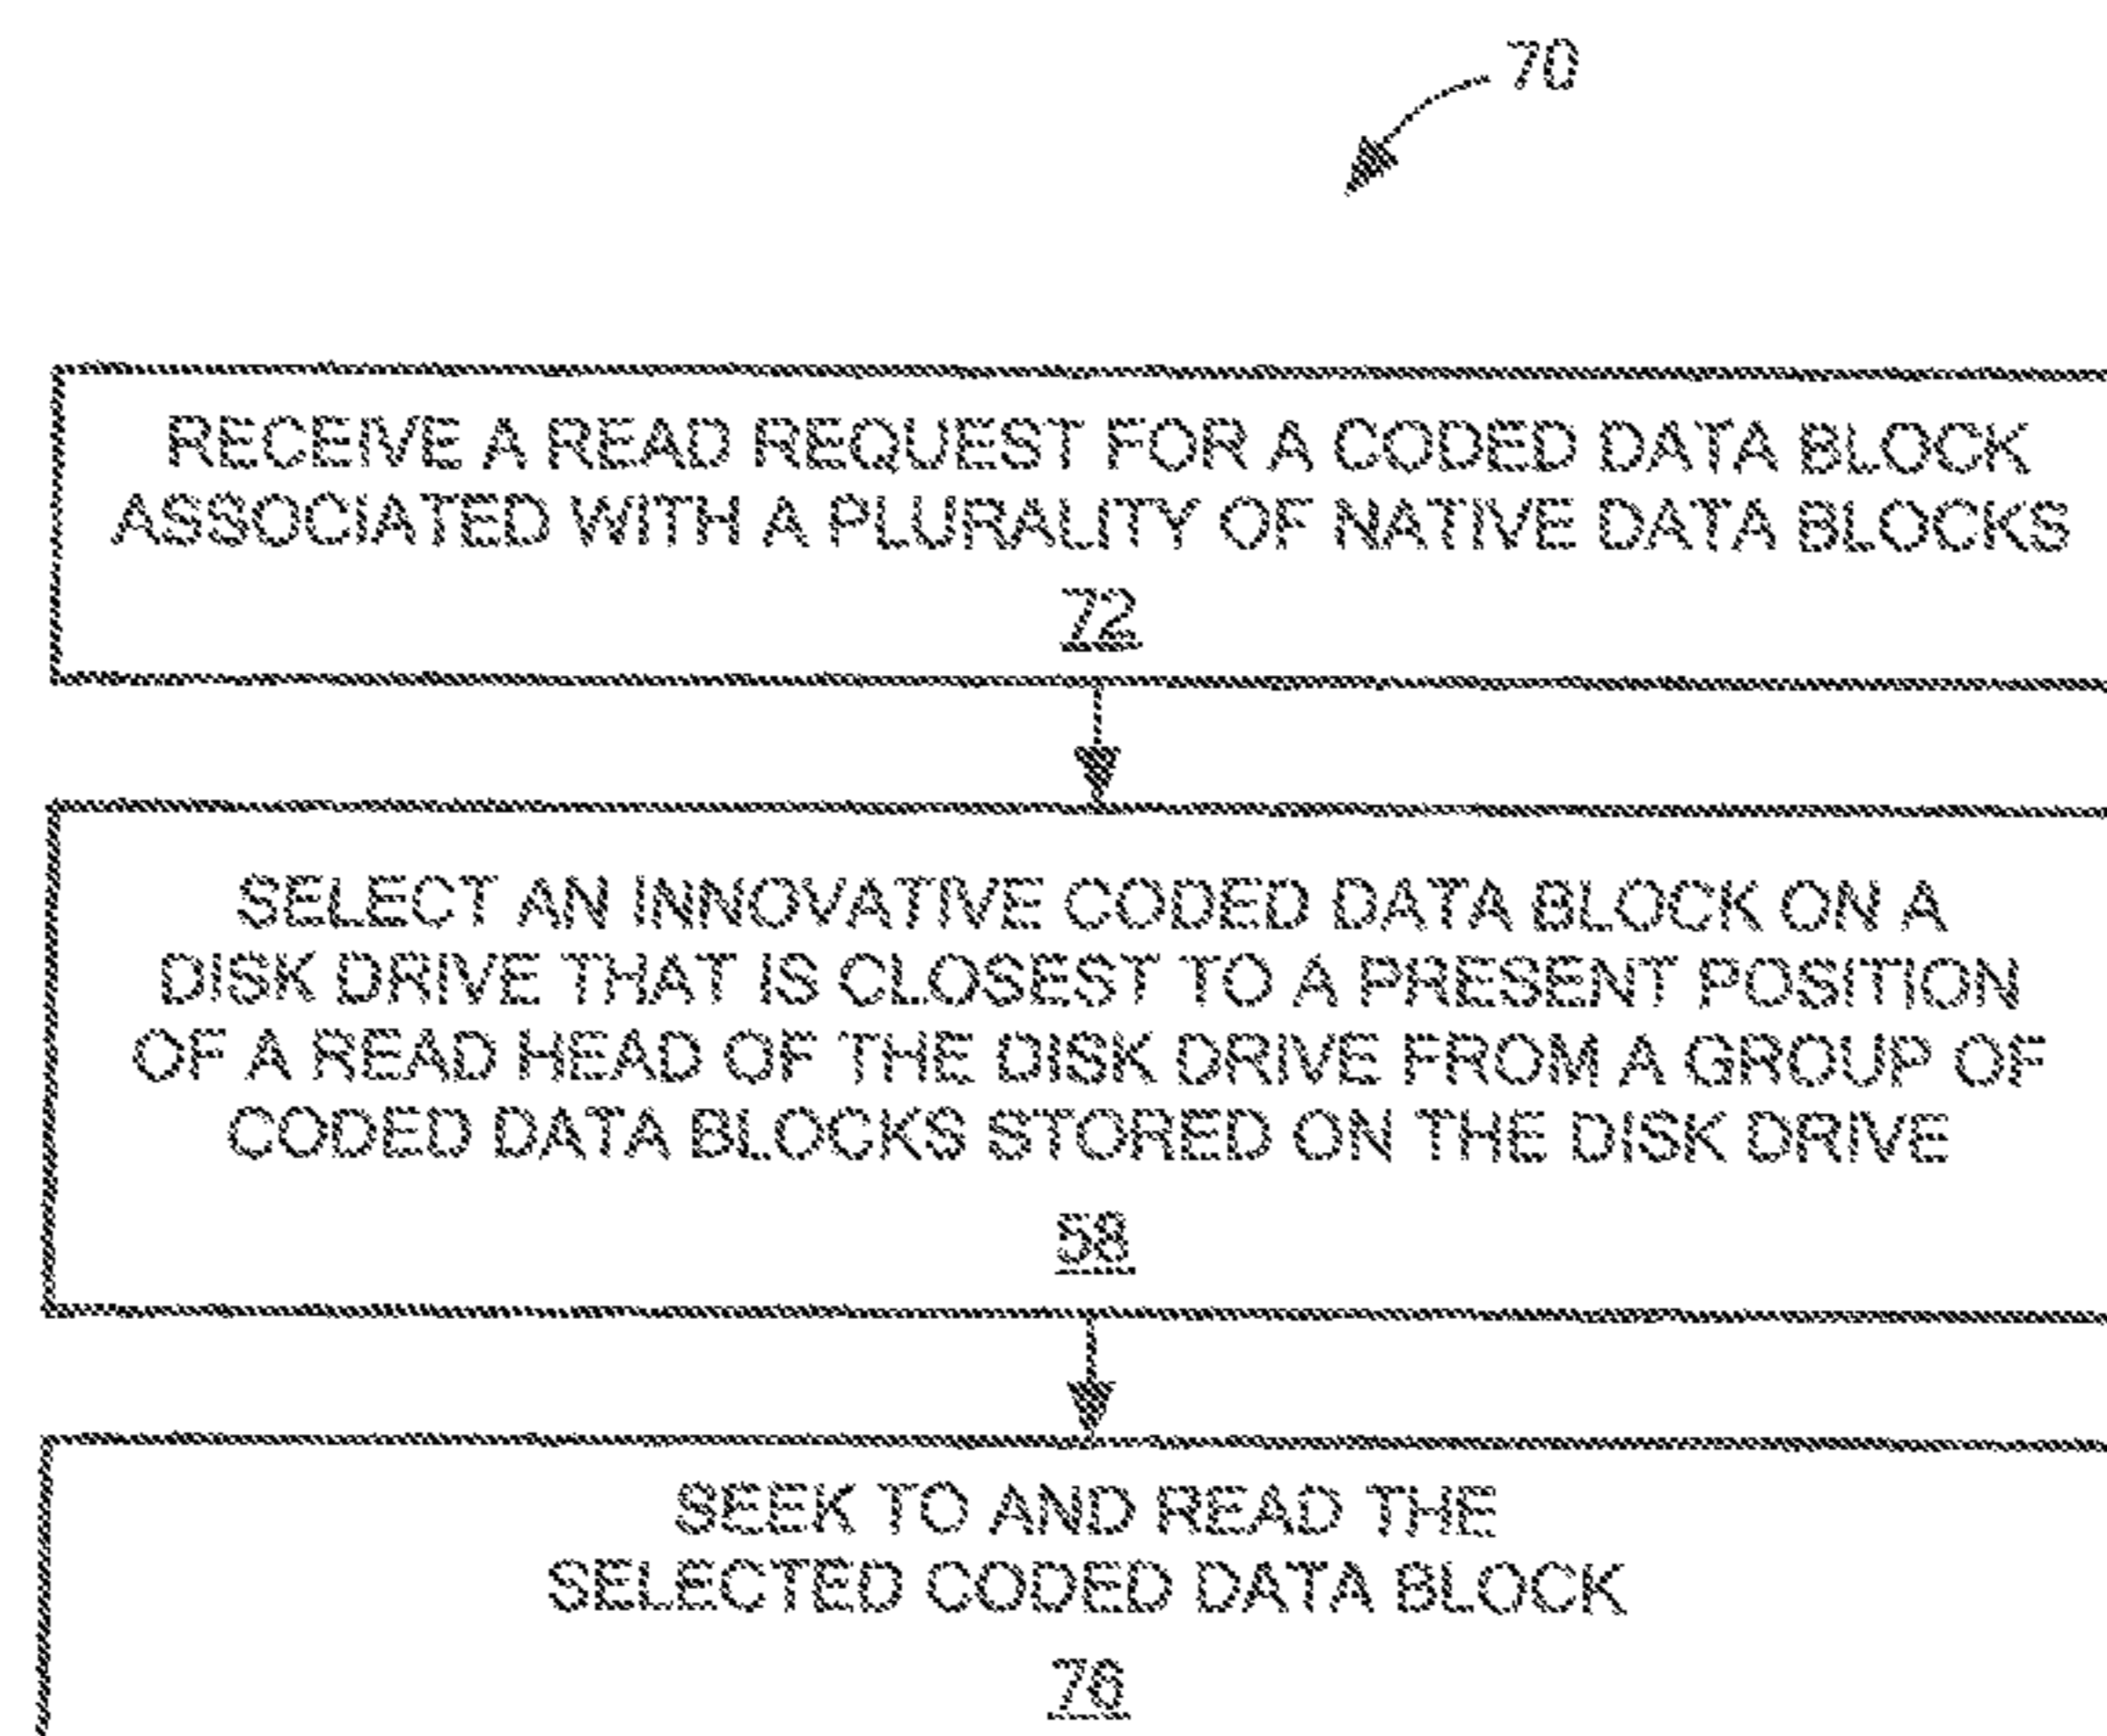 70
RECEIVE A READ REQUEST FOR A CODED DATA BLOCK
ASSOCIATED WITH A PLURALITY OF NATIVE DATA BLOCKS
72
SELECT AN INNOVATIVE CODED DATA BLOCK ON A
DISK DRIVE THAT IS CLOSEST TO A PRESENT POSITION
OF A READ HEAD OF THE DISK DRIVE FROM A GROUP OF
CODED DATA BLOCKS STORED ON THE DISK DRIVE
58
SEEK TO AND READ THE
SELECTED CODED DATA BLOCK
76